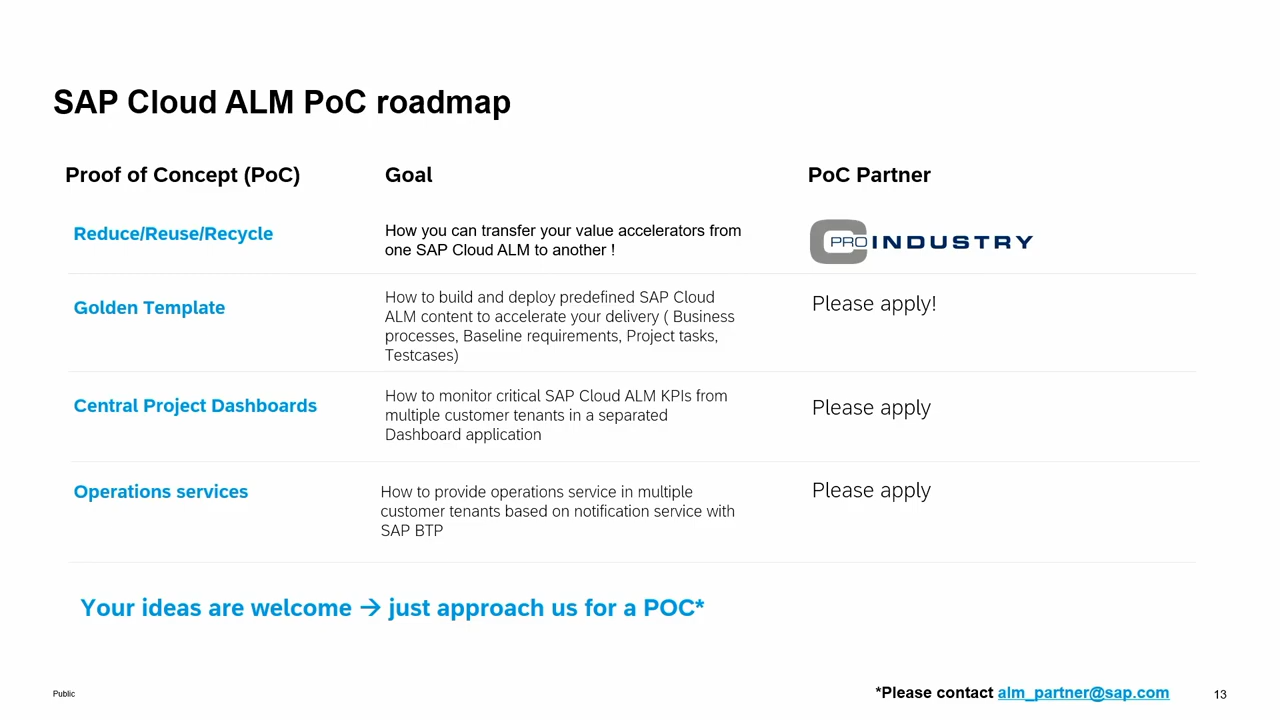 SAP Cloud ALM PoC roadmap
Proof of Concept (PoC)
Goal
PoC Partner
Reduce/Reuse/Recycle
How you can transfer your value accelerators from
one SAP Cloud ALM to another !
PRO INDUSTRY
Golden Template
How to build and deploy predefined SAP Cloud
ALM content to accelerate your delivery ( Business
processes, Baseline requirements, Project tasks,
Testcases)
Please apply!
Central Project Dashboards
How to monitor critical SAP Cloud ALM KPIs from
multiple customer tenants in a separated
Dashboard application
Please apply
Operations services
How to provide operations service in multiple
customer tenants based on notification service with
SAP BTP
Please apply
Your ideas are welcome → just approach us for a POC*
Public
*Please contact alm_partner@sap.com
13